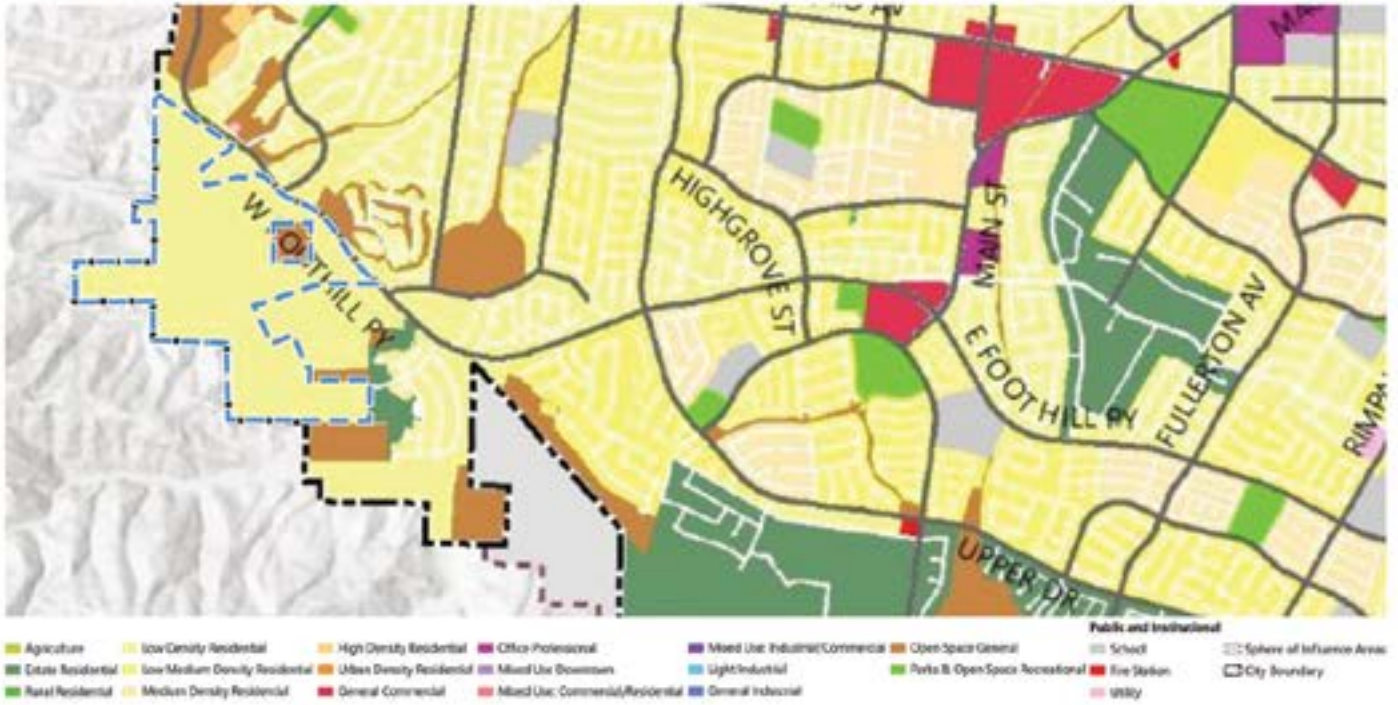 HIGHGROVE ST
MAIN ST
E FOOT HILL PY
FULLERTON AV
UPPER DR
HILL PY
W
Public and Institutional
Agriculture
Low Density Residential
High Density Residential
Office Professional
Mixed Use: Industrial/Commercial
Open Space General
School
Sphere of Influence Areas
Estate Residential
Low Medium Density Residential
Urban Density Residential
Mixed Use Downtown
Light Industrial
Parks & Open Space Recreational
Fire Station
City Boundary
Rural Residential
Medium Density Residential
General Commercial
Mixed Use: Commercial/Residential
General Industrial
Utility